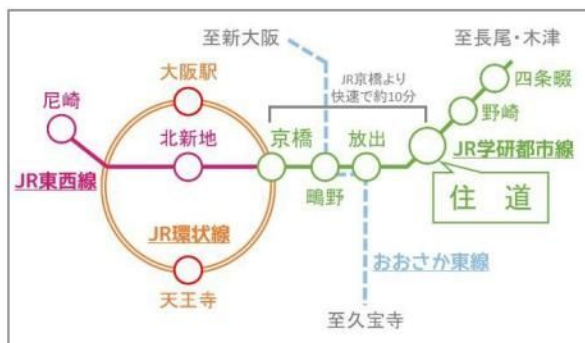 至新大阪
至長尾・木津
大阪駅
JR京橋より
快速で約10分
四条畷
尼崎
野崎
北新地
京橋
放出
JR学研都市線
JR東西線
鴫野
住 道
JR環状線
おおさか東線
天王寺
至久宝寺